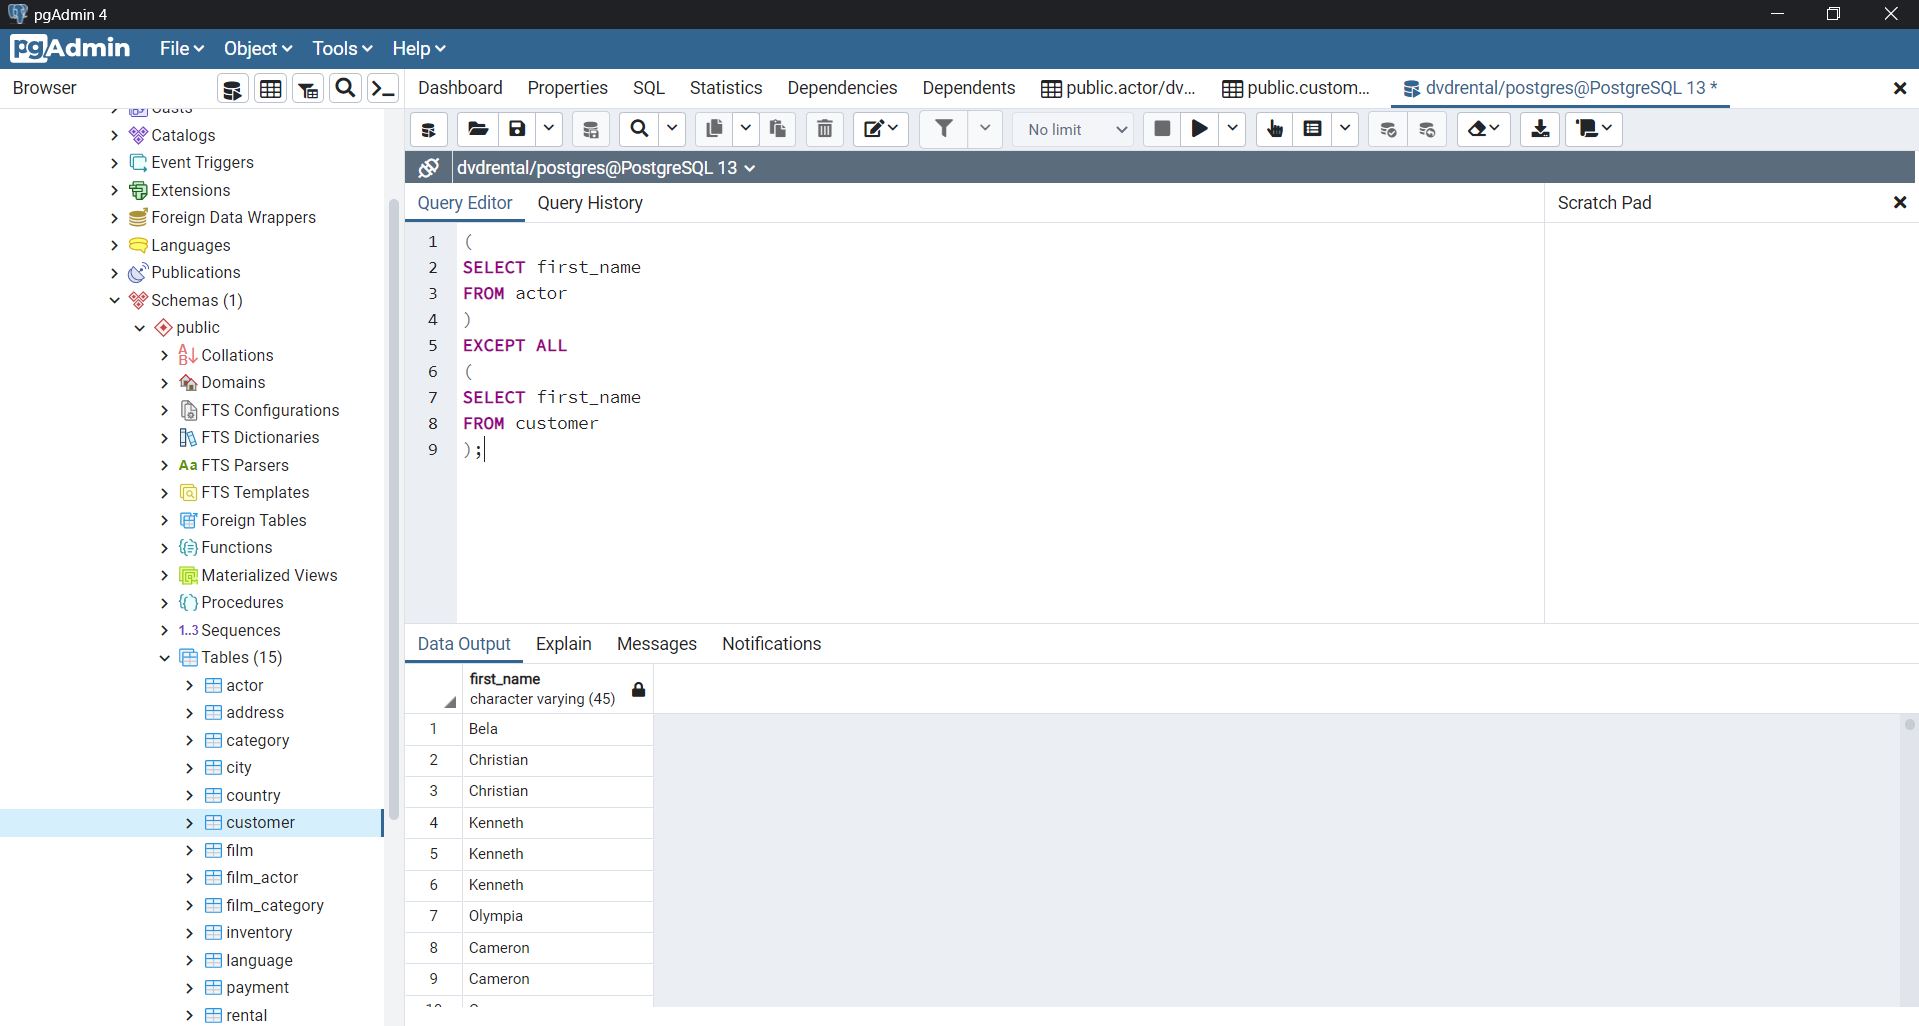 pgAdmin 4
pgAdmin File Object Tools Help
Browser
Dashboard Properties SQL Statistics Dependencies Dependents public.actor/dv... public.custom... dvdrental/postgres@PostgreSQL 13 *
No limit
dvdrental/postgres@PostgreSQL 13
Query Editor Query History
Scratch Pad
Casts
Catalogs
Event Triggers
Extensions
Foreign Data Wrappers
Languages
Publications
Schemas (1)
public
Collations
Domains
FTS Configurations
FTS Dictionaries
Aa FTS Parsers
FTS Templates
Foreign Tables
Functions
Materialized Views
Procedures
1..3 Sequences
Tables (15)
actor
address
category
city
country
customer
film
film_actor
film_category
inventory
language
payment
rental
1 (
2 SELECT first_name
3 FROM actor
4 )
5 EXCEPT ALL
6 (
7 SELECT first_name
8 FROM customer
9 );
Data Output Explain Messages Notifications
first_name
character varying (45)
1 Bela
2 Christian
3 Christian
4 Kenneth
5 Kenneth
6 Kenneth
7 Olympia
8 Cameron
9 Cameron